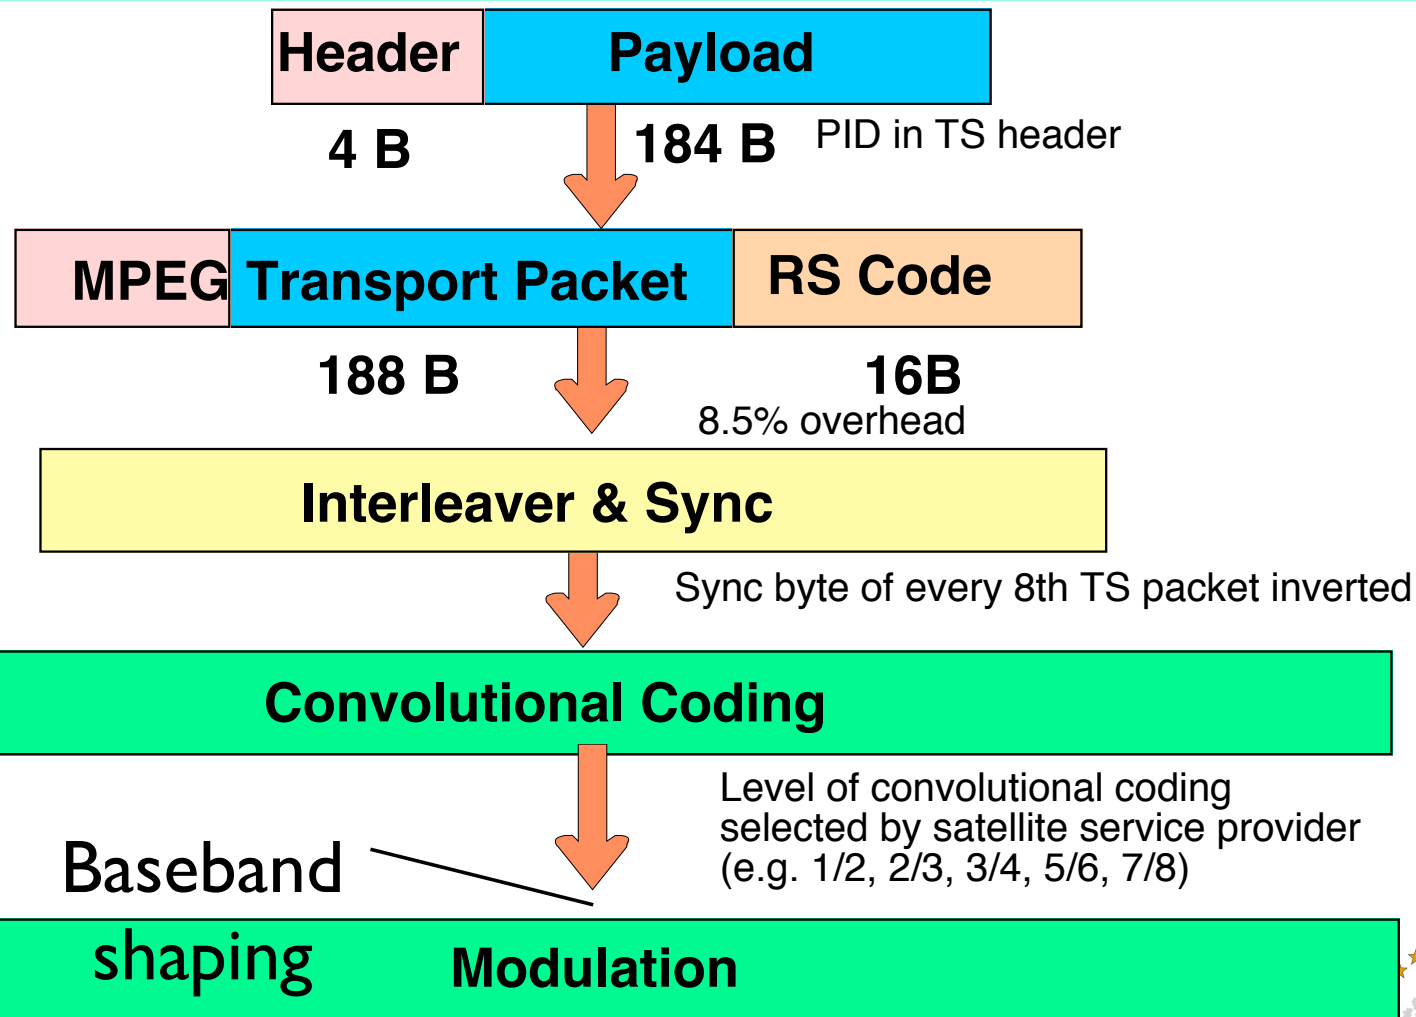 Header Payload
4 B 184 B PID in TS header
MPEG Transport Packet RS Code
188 B 16B
8.5% overhead
Interleaver & Sync
Sync byte of every 8th TS packet inverted
Convolutional Coding
Level of convolutional coding
selected by satellite service provider
(e.g. 1/2, 2/3, 3/4, 5/6, 7/8)
Baseband
shaping
Modulation